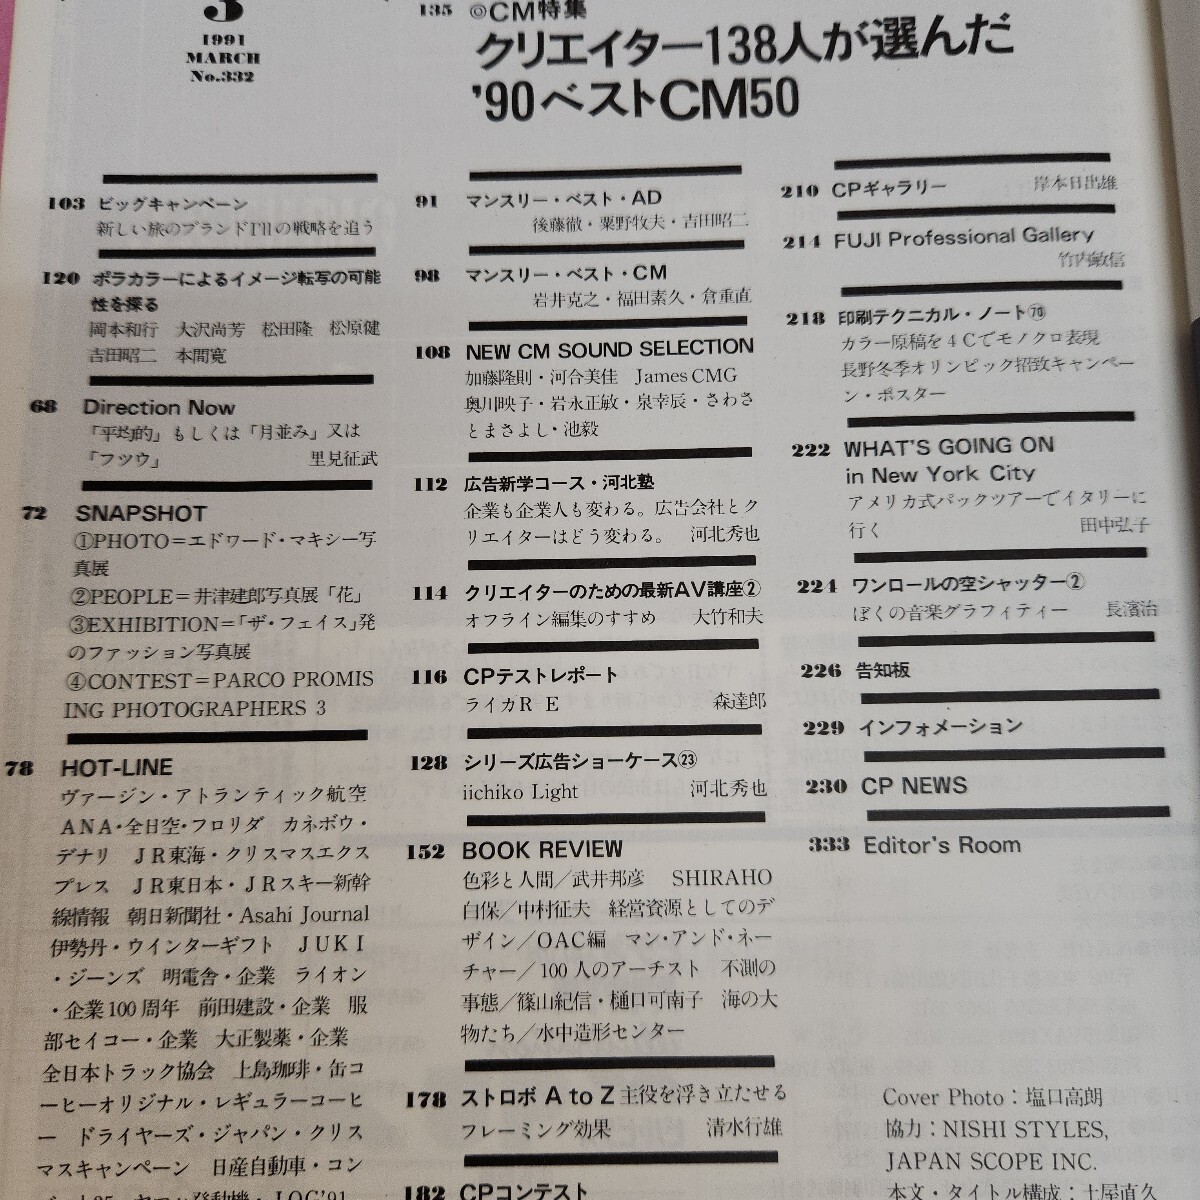 3
1991
MARCH
No.332
135 ◎CM特集
クリエイター138人が選んだ
'90ベストCM50
103 ビッグキャンペーン
新しい旅のブランドI'llの戦略を追う
120 ポラカラーによるイメージ転写の可能
性を探る
岡本和行 大沢尚芳 松田隆 松原健
吉田昭二 本間寛
68 Direction Now
「平均的」もしくは「月並み」又は
「フツウ」 里見征武
72 SNAPSHOT
①PHOTO=エドワード・マキシー写
真展
②PEOPLE=井津建郎写真展「花」
③EXHIBITION=「ザ・フェイス」発
のファッション写真展
④CONTEST=PARCO PROMIS
ING PHOTOGRAPHERS 3
78 HOT-LINE
ヴァージン・アトランティック航空
ANA・全日空・フロリダ カネボウ・
デナリ JR東海・クリスマスエクス
プレス JR東日本・JRスキー新幹
線情報 朝日新聞社・Asahi Journal
伊勢丹・ウインターギフト JUKI
・ジーンズ 明電舎・企業 ライオン
・企業100周年 前田建設・企業 服
部セイコー・企業 大正製薬・企業
全日本トラック協会 上島珈琲・缶コ
ーヒーオリジナル・レギュラーコーヒ
ー ドライヤーズ・ジャパン・クリス
マスキャンペーン 日産自動車・コン
91 マンスリー・ベスト・AD
後藤徹・粟野牧夫・吉田昭二
98 マンスリー・ベスト・CM
岩井克之・福田素久・倉重直
108 NEW CM SOUND SELECTION
加藤隆則・河合美佳 James CMG
奥川映子・岩永正敏・泉幸辰・さわさ
とまさよし・池毅
112 広告新学コース・河北塾
企業も企業人も変わる。広告会社とク
リエイターはどう変わる。 河北秀也
114 クリエイターのための最新AV講座②
オフライン編集のすすめ 大竹和夫
116 CPテストレポート
ライカR E 森達郎
128 シリーズ広告ショーケース㉓
iichiko Light 河北秀也
152 BOOK REVIEW
色彩と人間／武井邦彦 SHIRAHO
白保／中村征夫 経営資源としてのデ
ザイン／OAC編 マン・アンド・ネー
チャー／100人のアーチスト 不測の
事態／篠山紀信・樋口可南子 海の大
物たち／水中造形センター
178 ストロボ A to Z 主役を浮き立たせる
フレーミング効果 清水行雄
182 CPコンテスト
210 CPギャラリー 岸本日出雄
214 FUJI Professional Gallery
竹内敏信
218 印刷テクニカル・ノート⑦⓪
カラー原稿を4Cでモノクロ表現
長野冬季オリンピック招致キャンペー
ン・ポスター
222 WHAT'S GOING ON
in New York City
アメリカ式パックツアーでイタリーに
行く 田中弘子
224 ワンロールの空シャッター②
ぼくの音楽グラフィティー 長濱治
226 告知板
229 インフォメーション
230 CP NEWS
333 Editor's Room
Cover Photo：塩口高朗
協力：NISHI STYLES,
JAPAN SCOPE INC.
本文・タイトル構成：土屋直久